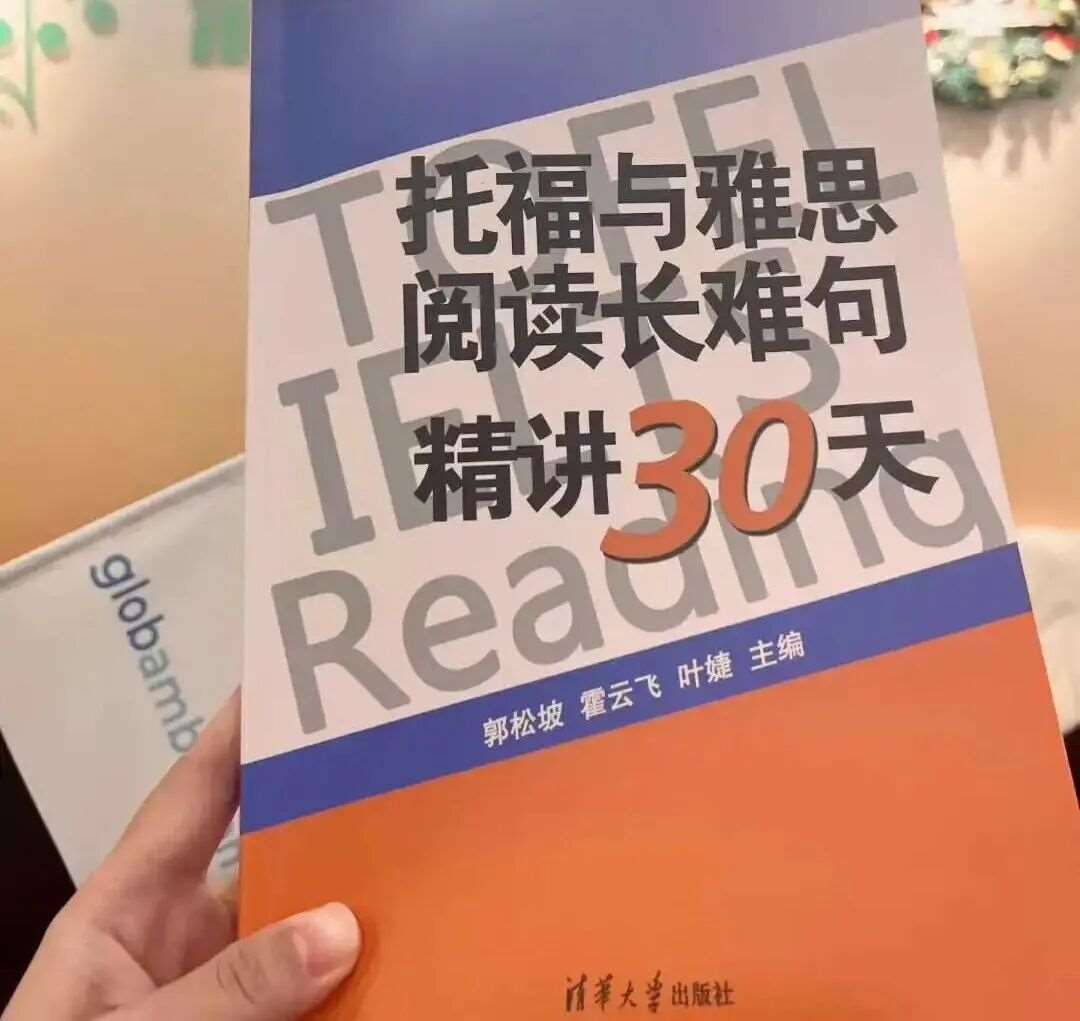 TOEFL
IELTS
Reading
托福与雅思
阅读长难句
精讲30天
郭松坡 霍云飞 叶婕 主编
清华大学出版社
globamb